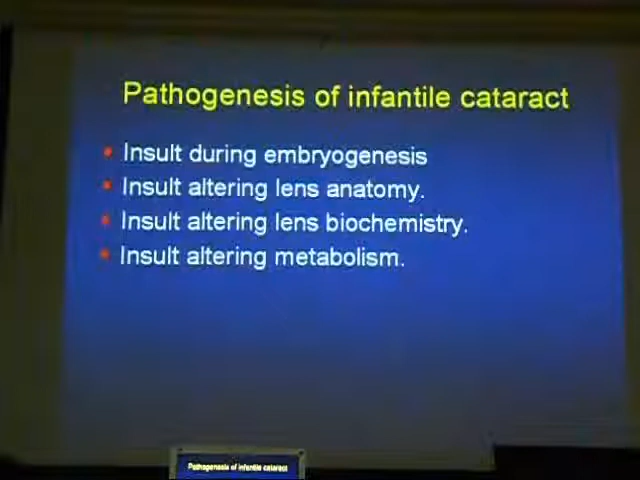 Pathogenesis of infantile cataract
Insult during embryogenesis
Insult altering lens anatomy.
Insult altering lens biochemistry.
Insult altering metabolism.
Pathogenesis of infantile cataract